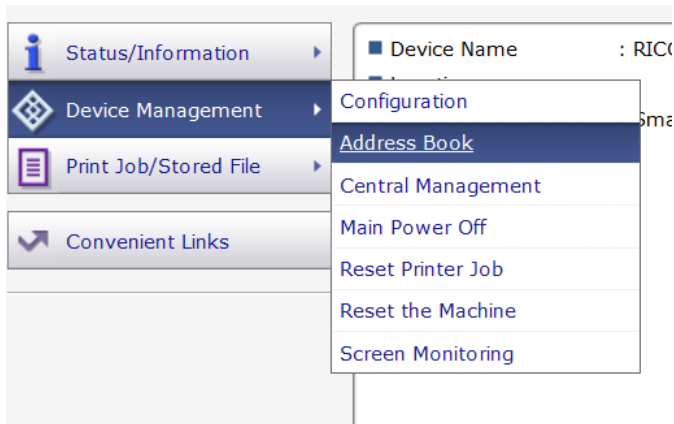 Status/Information
Device Name : RICO
Device Management
Configuration
Address Book
Central Management
Main Power Off
Reset Printer Job
Reset the Machine
Screen Monitoring
Print Job/Stored File
Convenient Links